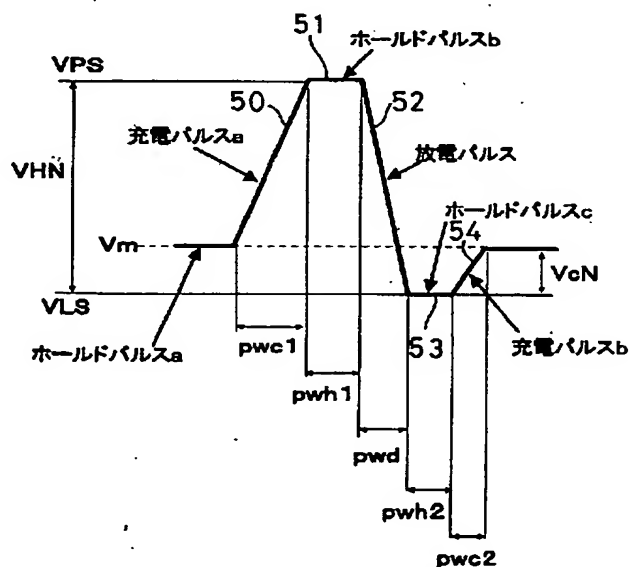 51
ホールドパルスb
VPS
50
52
充電パルスa
放電パルス
VHN
ホールドパルスc
54
Vm
VcN
VLS
53
ホールドパルスa
pwc1
充電パルスb
pwh1
pwd
pwh2
pwc2